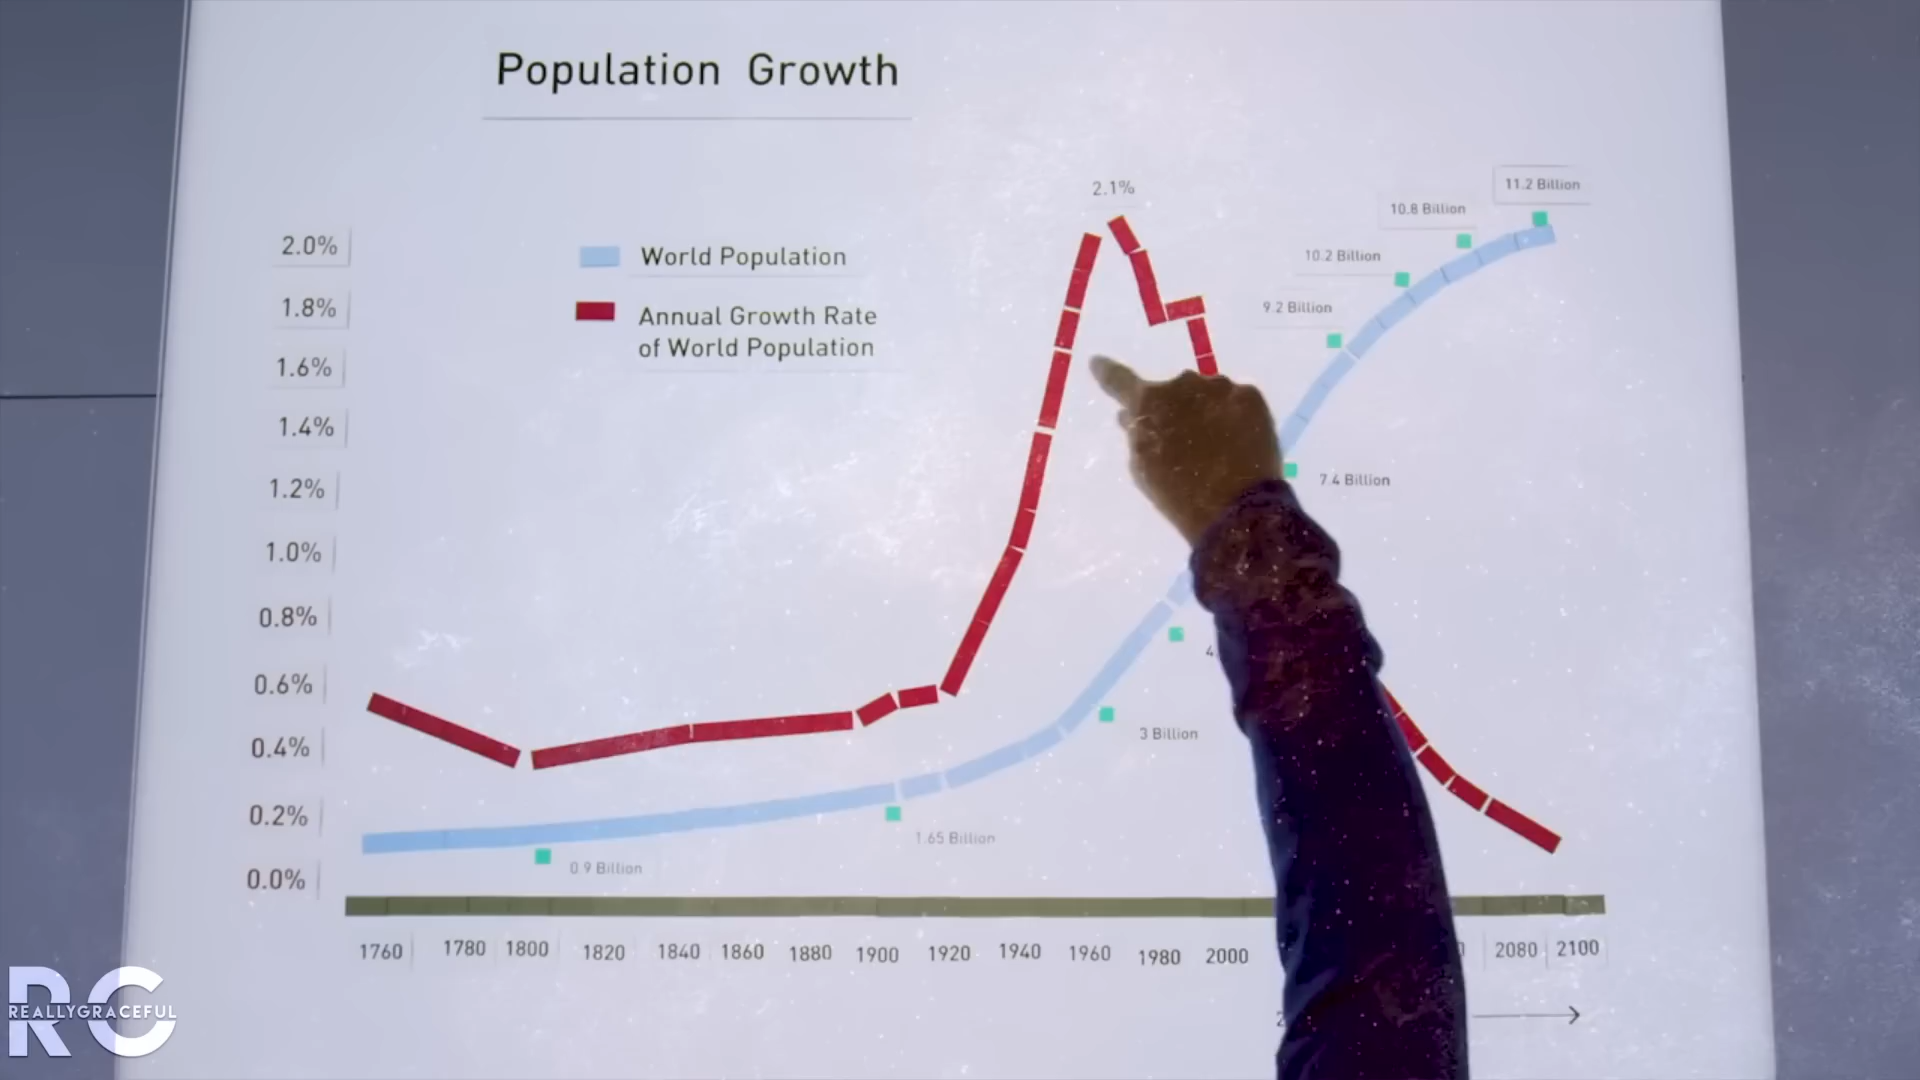 Population Growth
2.1%
11.2 Billion
10.8 Billion
10.2 Billion
9.2 Billion
World Population
Annual Growth Rate
of World Population
2.0%
1.8%
1.6%
1.4%
1.2%
1.0%
0.8%
0.6%
0.4%
0.2%
0.0%
7.4 Billion
3 Billion
1.65 Billion
0.9 Billion
1760 1780 1800 1820 1840 1860 1880 1900 1920 1940 1960 1980 2000 2080 2100
RG
REALLYGRACEFUL